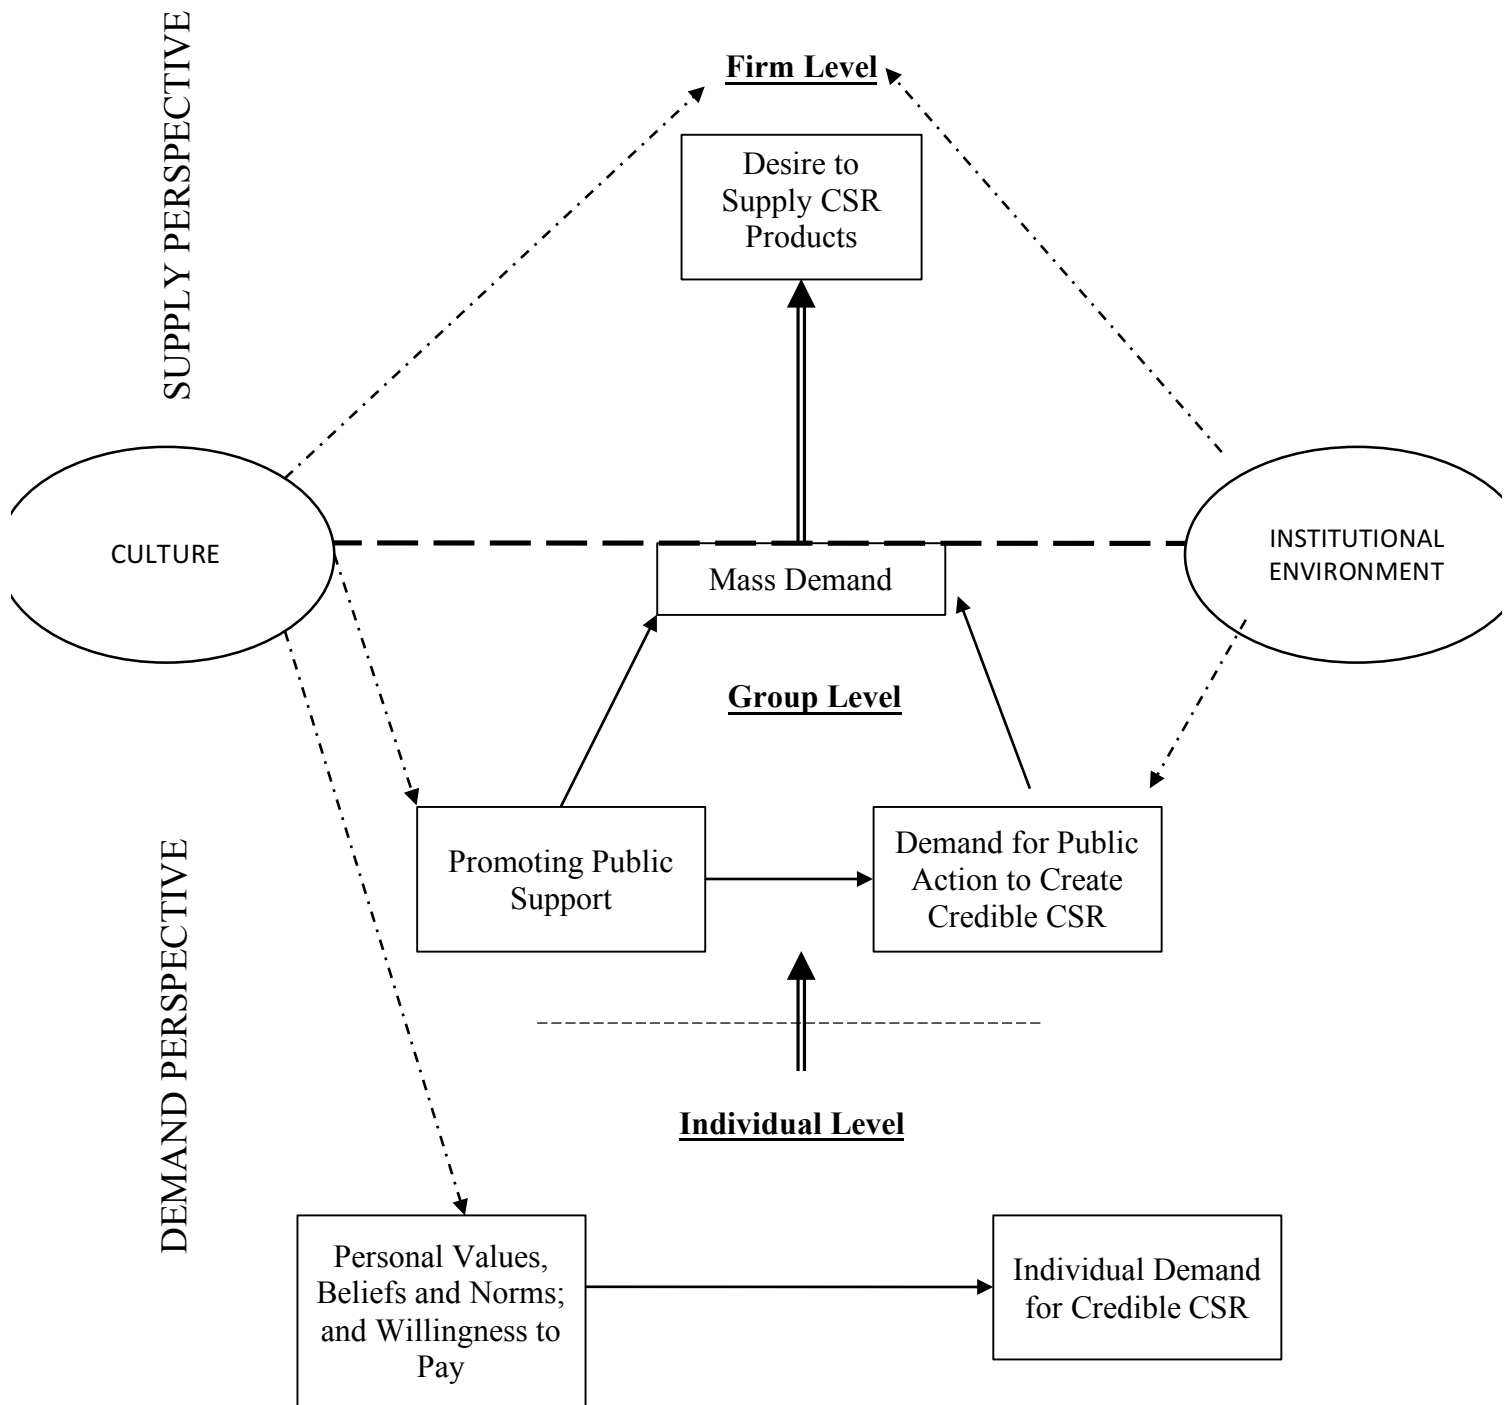 SUPPLY PERSPECTIVE
Firm Level
Desire to
Supply CSR
Products
CULTURE
INSTITUTIONAL
ENVIRONMENT
Mass Demand
Group Level
DEMAND PERSPECTIVE
Promoting Public
Support
Demand for Public
Action to Create
Credible CSR
Individual Level
Personal Values,
Beliefs and Norms;
and Willingness to
Pay
Individual Demand
for Credible CSR